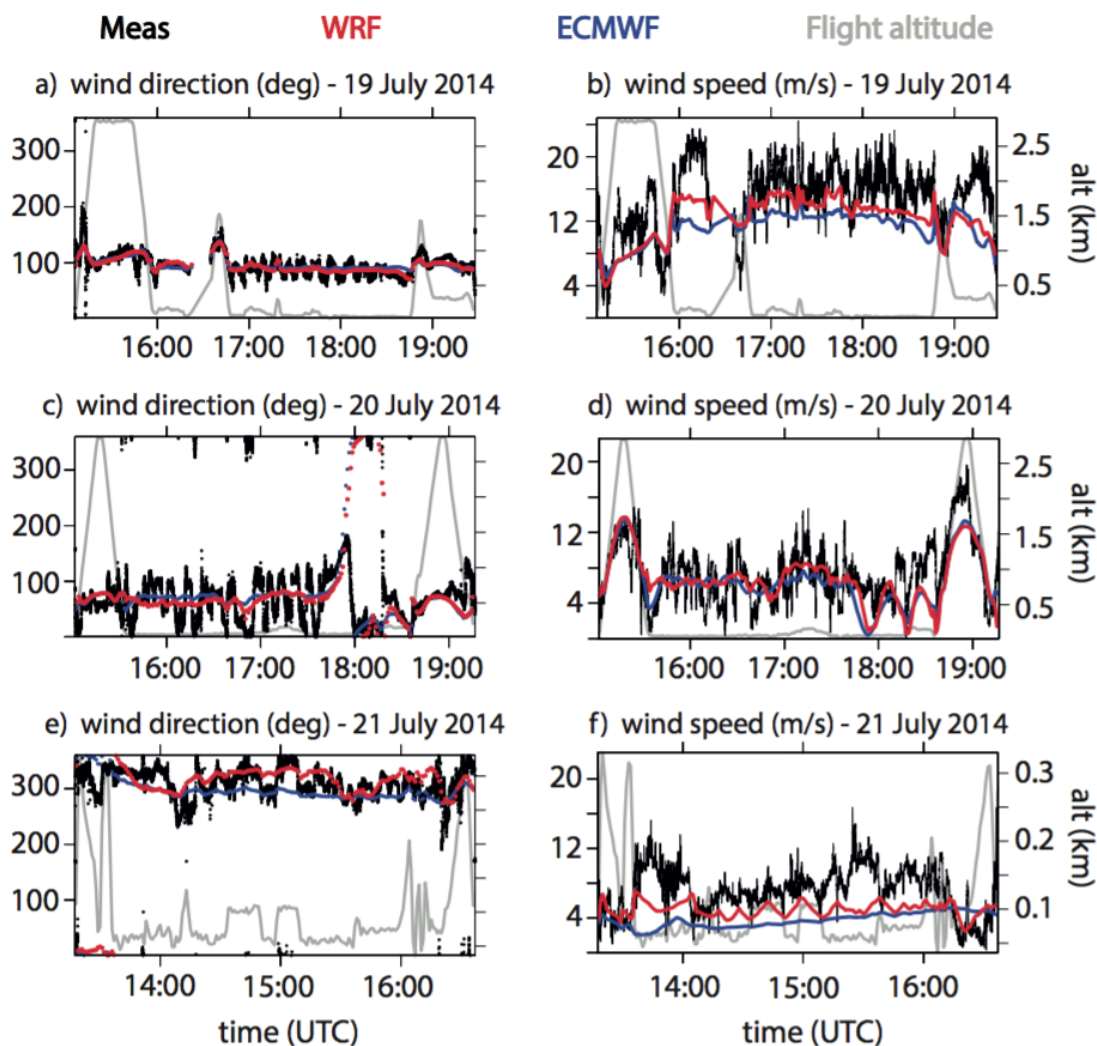 Meas WRF ECMWF Flight altitude
a) wind direction (deg) - 19 July 2014
b) wind speed (m/s) - 19 July 2014
300
200
100
16:00 17:00 18:00 19:00
20
12
4
2.5
1.5
0.5
alt (km)
16:00 17:00 18:00 19:00
c) wind direction (deg) - 20 July 2014
d) wind speed (m/s) - 20 July 2014
300
200
100
16:00 17:00 18:00 19:00
20
12
4
2.5
1.5
0.5
alt (km)
16:00 17:00 18:00 19:00
e) wind direction (deg) - 21 July 2014
f) wind speed (m/s) - 21 July 2014
300
200
100
14:00 15:00 16:00
time (UTC)
20
12
4
0.3
0.2
0.1
alt (km)
14:00 15:00 16:00
time (UTC)